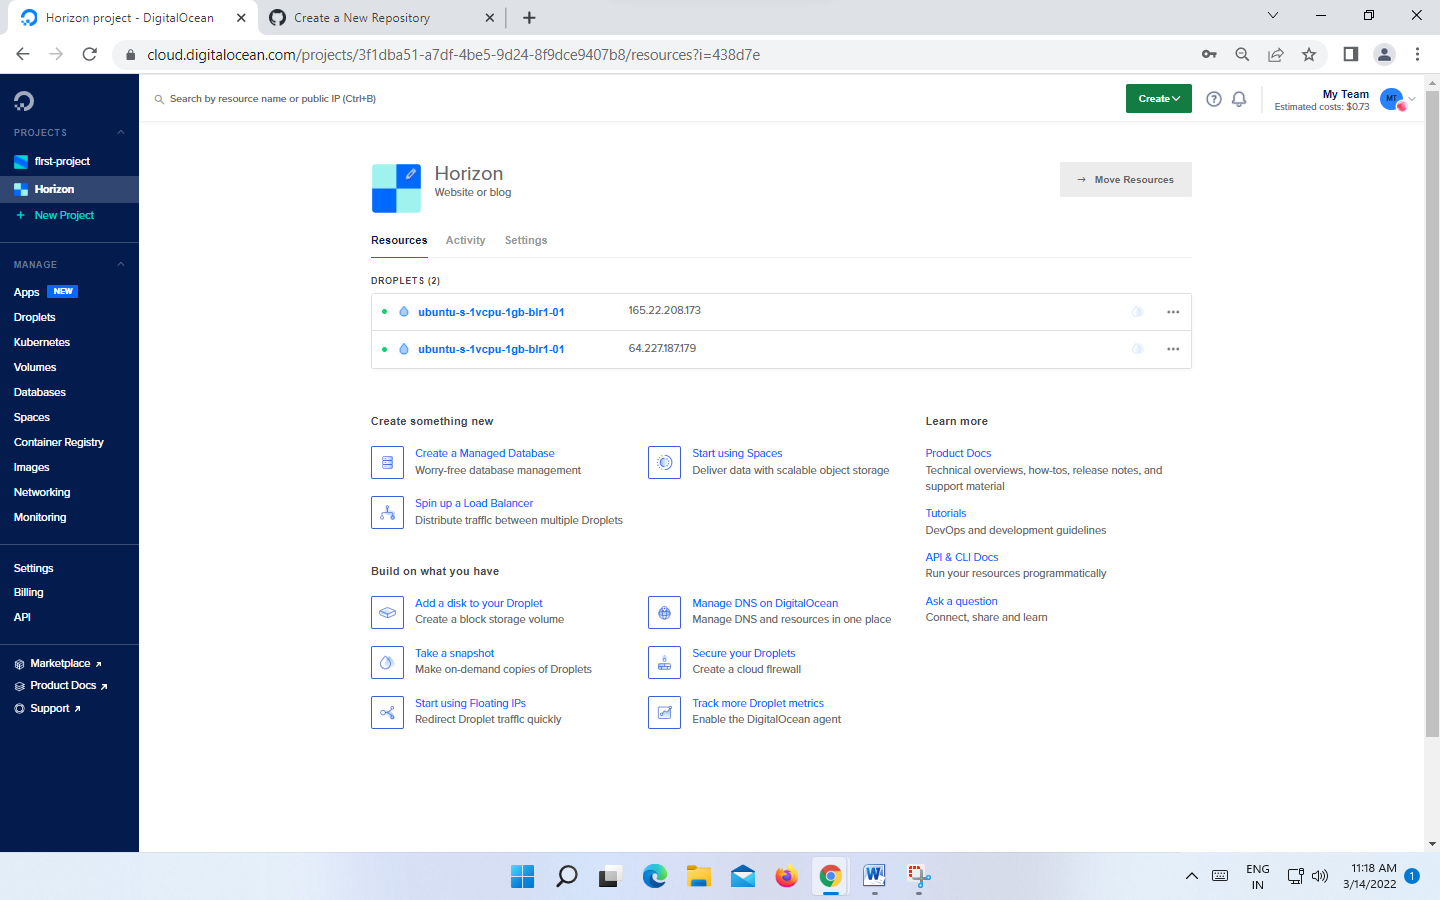 Horizon project - DigitalOcean
Create a New Repository
cloud.digitalocean.com/projects/3f1dba51-a7df-4be5-9d24-8f9dce9407b8/resources?i=438d7e
Search by resource name or public IP (Ctrl+B)
Create
My Team
Estimated costs: $0.73
MT
PROJECTS
first-project
Horizon
+ New Project
MANAGE
Apps NEW
Droplets
Kubernetes
Volumes
Databases
Spaces
Container Registry
Images
Networking
Monitoring
Settings
Billing
API
Marketplace
Product Docs
Support
Horizon
Website or blog
Move Resources
Resources Activity Settings
DROPLETS (2)
ubuntu-s-1vcpu-1gb-blr1-01 165.22.208.173
ubuntu-s-1vcpu-1gb-blr1-01 64.227.187.179
Create something new
Create a Managed Database
Worry-free database management
Start using Spaces
Deliver data with scalable object storage
Spin up a Load Balancer
Distribute traffic between multiple Droplets
Build on what you have
Add a disk to your Droplet
Create a block storage volume
Manage DNS on DigitalOcean
Manage DNS and resources in one place
Take a snapshot
Make on-demand copies of Droplets
Secure your Droplets
Create a cloud firewall
Start using Floating IPs
Redirect Droplet traffic quickly
Track more Droplet metrics
Enable the DigitalOcean agent
Learn more
Product Docs
Technical overviews, how-tos, release notes, and
support material
Tutorials
DevOps and development guidelines
API & CLI Docs
Run your resources programmatically
Ask a question
Connect, share and learn
ENG
IN
11:18 AM
3/14/2022
1